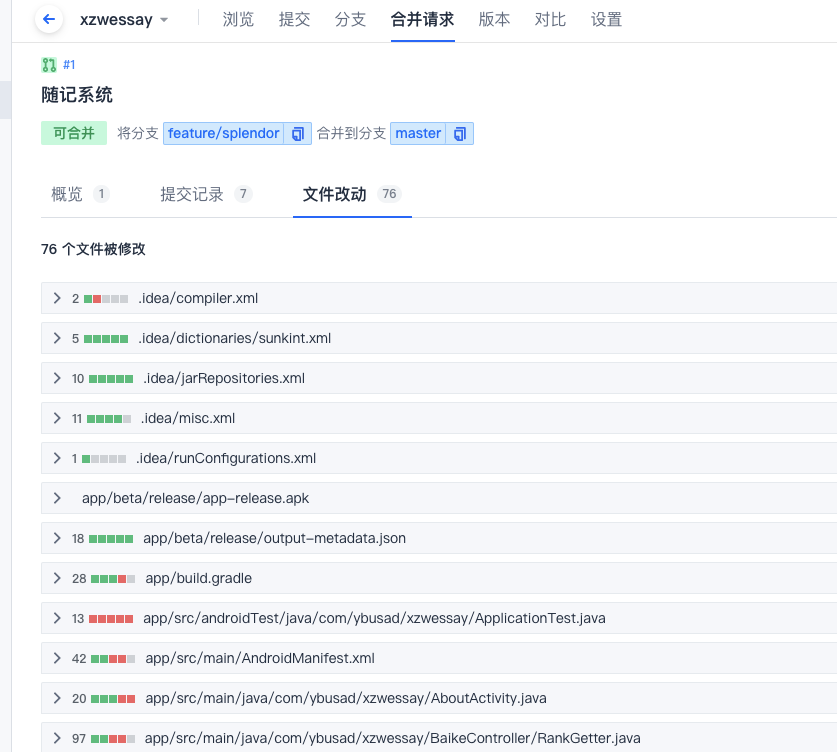 xzwessay 浏览 提交 分支 合并请求 版本 对比 设置
#1
随记系统
可合并 将分支 feature/splendor 合并到分支 master
概览 1 提交记录 7 文件改动 76
76 个文件被修改
2 .idea/compiler.xml
5 .idea/dictionaries/sunkint.xml
10 .idea/jarRepositories.xml
11 .idea/misc.xml
1 .idea/runConfigurations.xml
app/beta/release/app-release.apk
18 app/beta/release/output-metadata.json
28 app/build.gradle
13 app/src/androidTest/java/com/ybusad/xzwessay/ApplicationTest.java
42 app/src/main/AndroidManifest.xml
20 app/src/main/java/com/ybusad/xzwessay/AboutActivity.java
97 app/src/main/java/com/ybusad/xzwessay/BaikeController/RankGetter.java